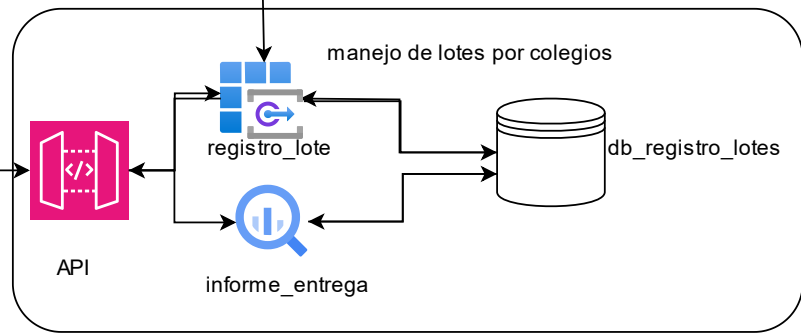 manejo de lotes por colegios
registro_lote
db_registro_lotes
</>
API
informe_entrega